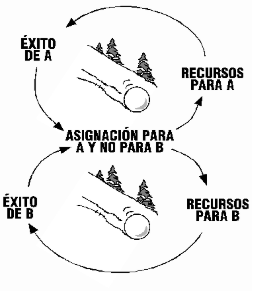 ÉXITO
DE A
RECURSOS
PARA A
ASIGNACIÓN PARA
A Y NO PARA B
ÉXITO
DE B
RECURSOS
PARA B